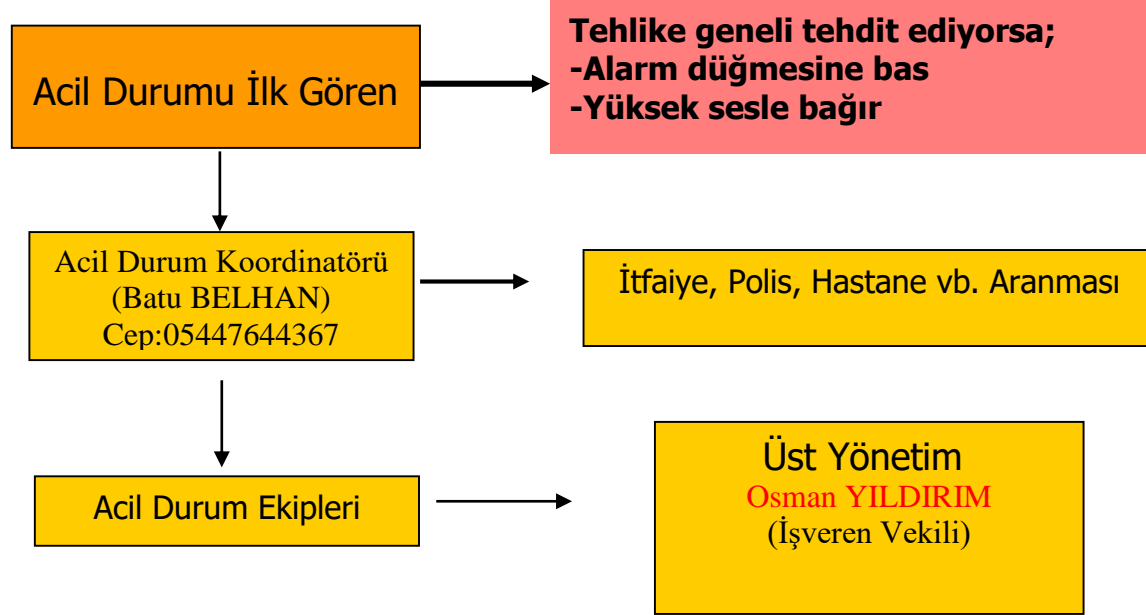 Acil Durumu İlk Gören
Tehlike geneli tehdit ediyorsa;
-Alarm düğmesine bas
-Yüksek sesle bağır
Acil Durum Koordinatörü
(Batu BELHAN)
Cep:05447644367
İtfaiye, Polis, Hastane vb. Aranması
Acil Durum Ekipleri
Üst Yönetim
Osman YILDIRIM
(İşveren Vekili)